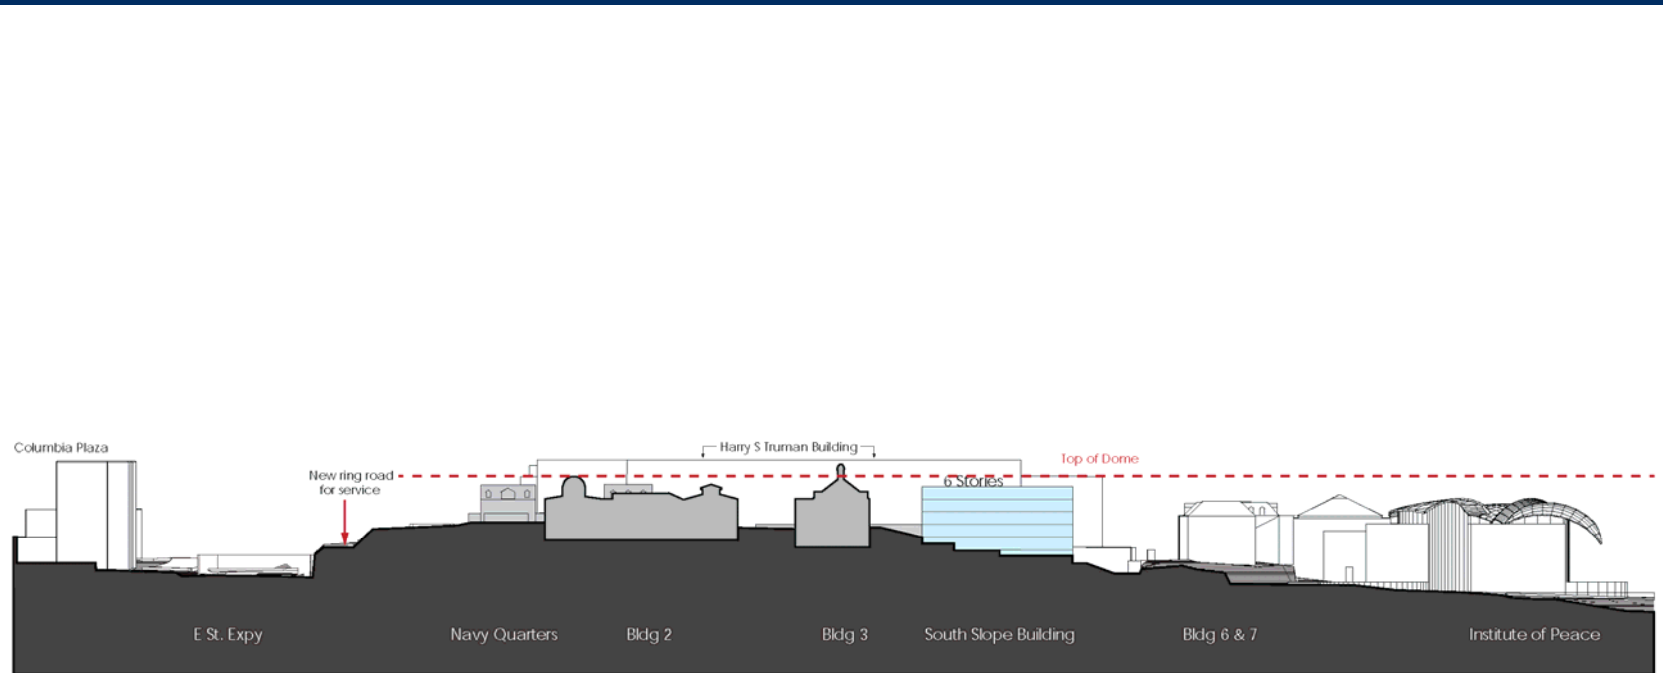 Columbia Plaza
Harry S Truman Building
Top of Dome
New ring road
for service
6 Stories
E St. Expy
Navy Quarters
Bldg 2
Bldg 3
South Slope Building
Bldg 6 & 7
Institute of Peace